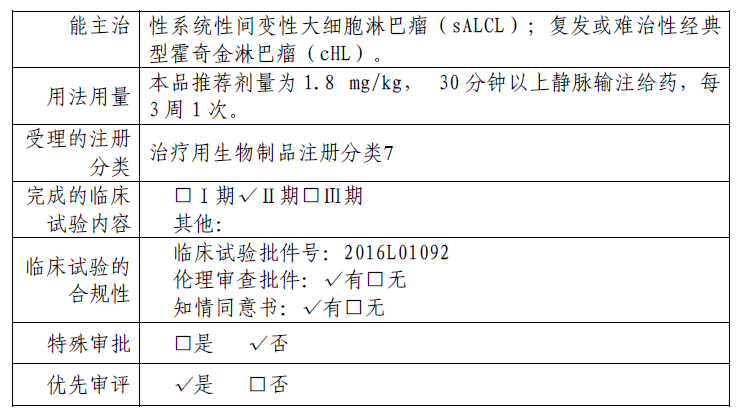 能主治 性系统性间变性大细胞淋巴瘤（sALCL）；复发或难治性经典
型霍奇金淋巴瘤（cHL）。
用法用量 本品推荐剂量为 1.8 mg/kg， 30 分钟以上静脉输注给药，每
3 周 1 次。
受理的注册
分类 治疗用生物制品注册分类7
完成的临床
试验内容 □Ⅰ期√Ⅱ期□Ⅲ期
其他：
临床试验的
合规性 临床试验批件号：2016L01092
伦理审查批件：√有□无
知情同意书：√有□无
特殊审批 □是 √否
优先审评 √是 □否